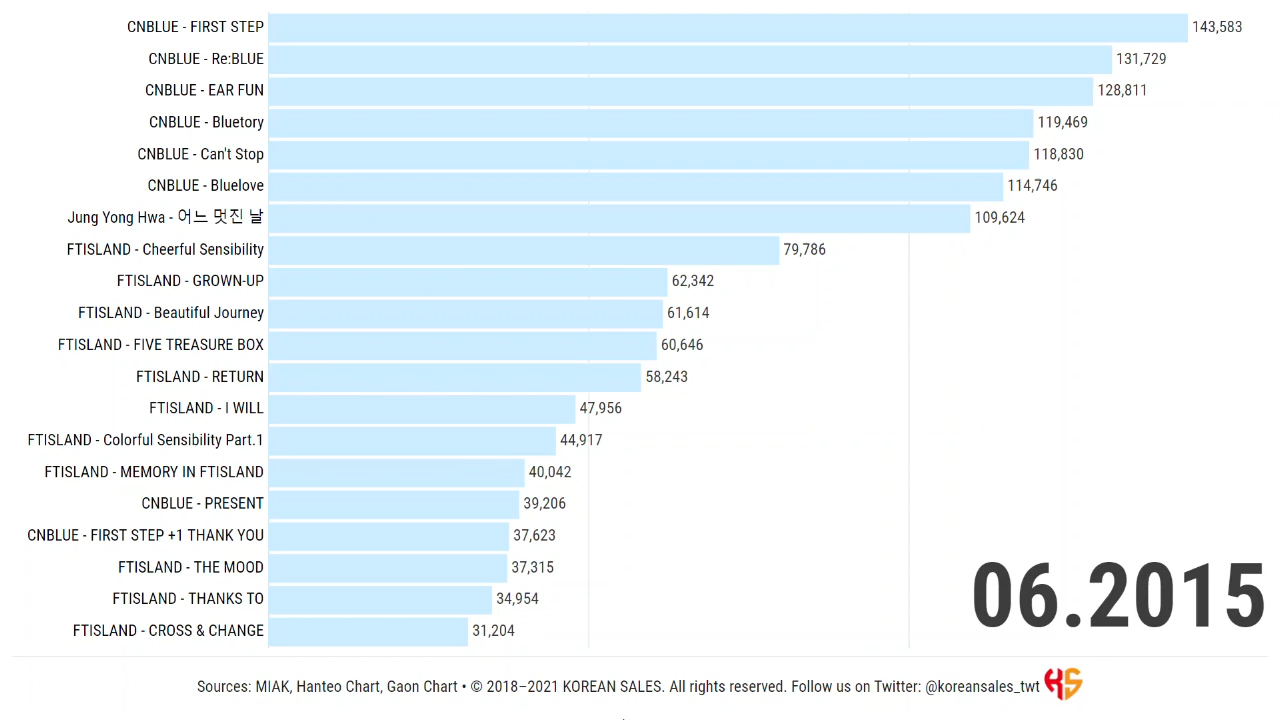 CNBLUE - FIRST STEP 143,583
CNBLUE - Re:BLUE 131,729
CNBLUE - EAR FUN 128,811
CNBLUE - Bluetory 119,469
CNBLUE - Can't Stop 118,830
CNBLUE - Bluelove 114,746
Jung Yong Hwa - 어느 멋진 날 109,624
FTISLAND - Cheerful Sensibility 79,786
FTISLAND - GROWN-UP 62,342
FTISLAND - Beautiful Journey 61,614
FTISLAND - FIVE TREASURE BOX 60,646
FTISLAND - RETURN 58,243
FTISLAND - I WILL 47,956
FTISLAND - Colorful Sensibility Part.1 44,917
FTISLAND - MEMORY IN FTISLAND 40,042
CNBLUE - PRESENT 39,206
CNBLUE - FIRST STEP +1 THANK YOU 37,623
FTISLAND - THE MOOD 37,315
FTISLAND - THANKS TO 34,954
FTISLAND - CROSS & CHANGE 31,204
06.2015
Sources: MIAK, Hanteo Chart, Gaon Chart • © 2018–2021 KOREAN SALES. All rights reserved. Follow us on Twitter: @koreansales_twt KS